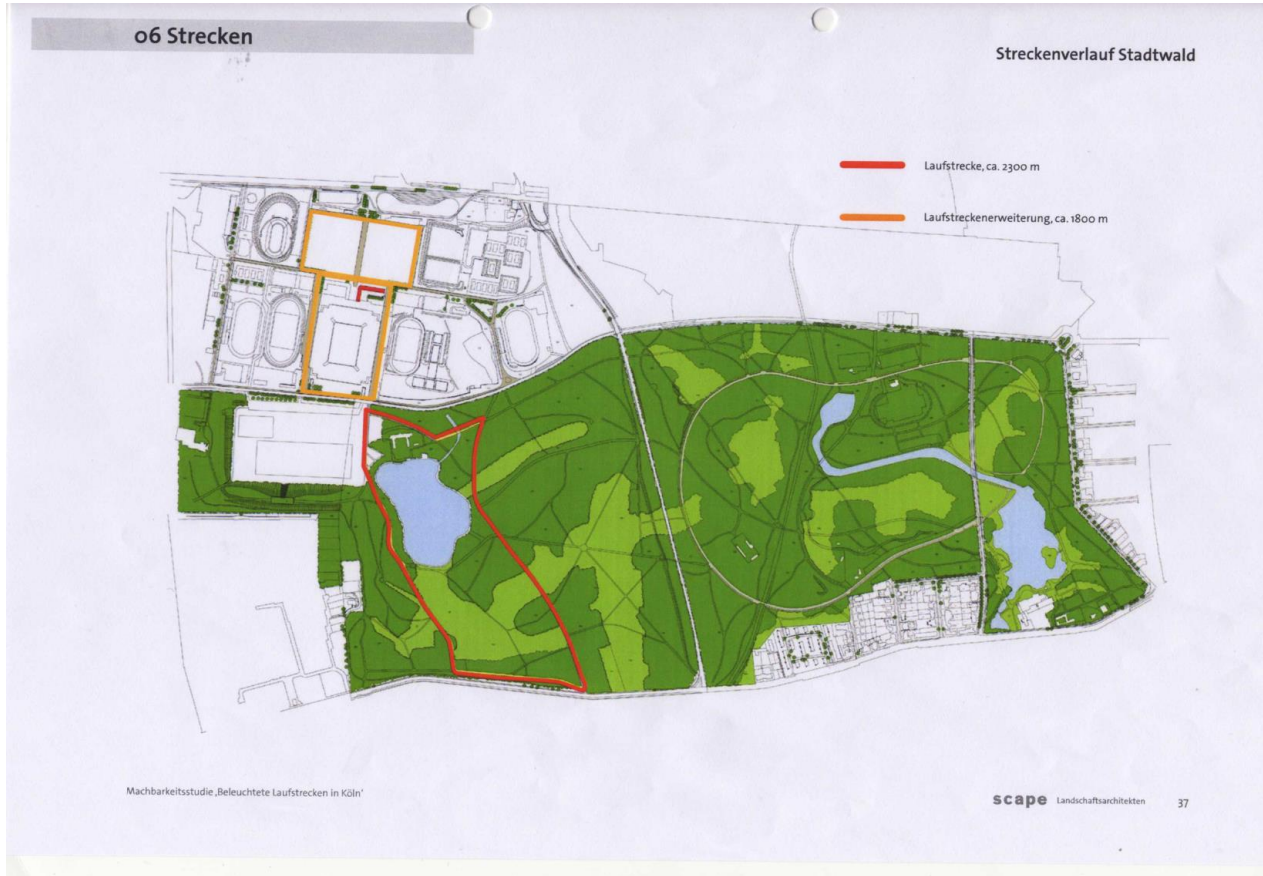 06 Strecken
Streckenverlauf Stadtwald
Laufstrecke, ca. 2300 m
Laufstreckenerweiterung, ca. 1800 m
Machbarkeitsstudie ‚Beleuchtete Laufstrecken in Köln'
scape Landschaftsarchitekten 37